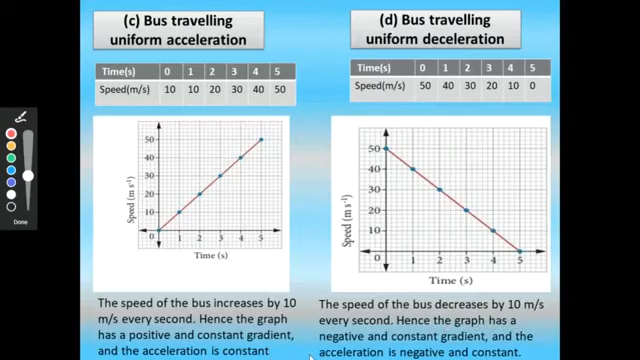 (c) Bus travelling
uniform acceleration
Time(s) 0 1 2 3 4 5
Speed(m/s) 10 10 20 30 40 50
50
40
30
20
10
0 1 2 3 4 5
Speed (m s⁻¹)
Time (s)
The speed of the bus increases by 10
m/s every second. Hence the graph
has a positive and constant gradient,
and the acceleration is constant
(d) Bus travelling
uniform deceleration
Time(s) 0 1 2 3 4 5
Speed(m/s) 50 40 30 20 10 0
50
40
30
20
10
0 1 2 3 4 5
Speed (m s⁻¹)
Time (s)
The speed of the bus decreases by 10 m/s
every second. Hence the graph has a
negative and constant gradient, and the
acceleration is negative and constant.
Done